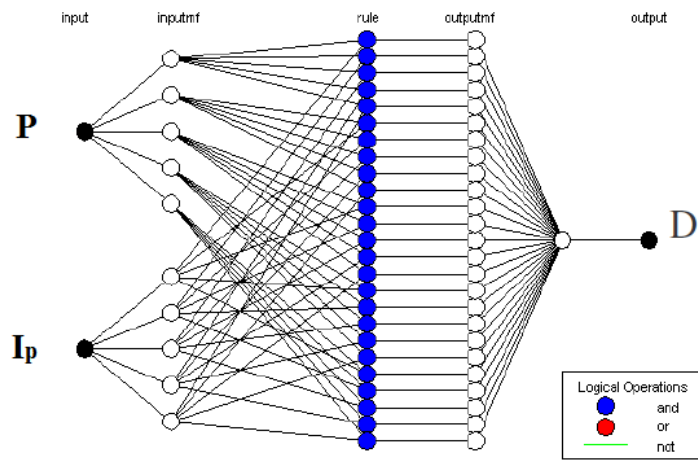 input inputmf rule outputmf output
P
D
Ip
Logical Operations
and
or
not